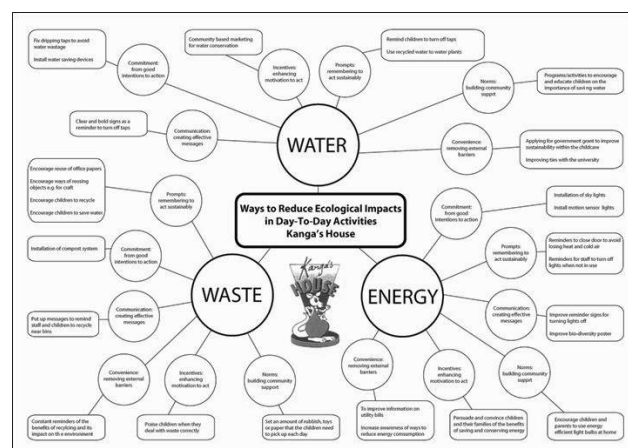 Fix dripping taps to avoid
water wastage
Install water saving devices
Commitment:
from good
intentions to action
Community based marketing
for water conservation
Incentives:
enhancing
motivation to act
Remind children to turn off taps
Use recycled water to water plants
Prompts:
remembering to
act sustainably
Norms:
building community
supprt
Programs/activities to encourage
and educate children on the
importance of saving water
Clear and bold signs as a
reminder to turn off taps
Communication:
creating effective
messages
WATER
Convenience:
removing external
barriers
Applying for government grant to improve
sustainability within the childcare
Improving ties with the university
Encourage reuse of office papers
Encourage ways of reusing
objects e.g. for craft
Encourage children to recycle
Encourage children to save water
Prompts:
remembering to
act sustainably
Ways to Reduce Ecological Impacts
in Day-To-Day Activities
Kanga's House
Commitment:
from good
intentions to action
Installation of sky lights
Install motion sensor lights
Installation of compost system
Commitment:
from good
intentions to action
Prompts:
remembering to
act sustainably
Reminders to close door to avoid
losing heat and cold air
Reminders for staff to turn off
lights when not in use
WASTE
Kanga's
HOUSE
ENERGY
Put up messages to remind
staff and children to recycle
near bins
Communication:
creating effective
messages
Communication:
creating effective
messages
Improve reminder signs for
turning lights off
Improve bio-diversity poster
Convenience:
removing external
barriers
Incentives:
enhancing
motivation to act
Norms:
building community
support
Convenience:
removing external
barriers
Incentives:
enhancing
motivation to act
Norms:
building community
supprt
Constant reminders of the
benefits of recycling and its
impact on the environment
Praise children when they
deal with waste correctly
Set an amount of rubbish, toys
or paper that the children need
to pick up each day
To improve information on
utility bills
Increase awareness of ways to
reduce energy consumption
Persuade and convince children
and their families of the benefits
of saving and conserving energy
Encourage children and
parents to use energy
efficient light bulbs at home